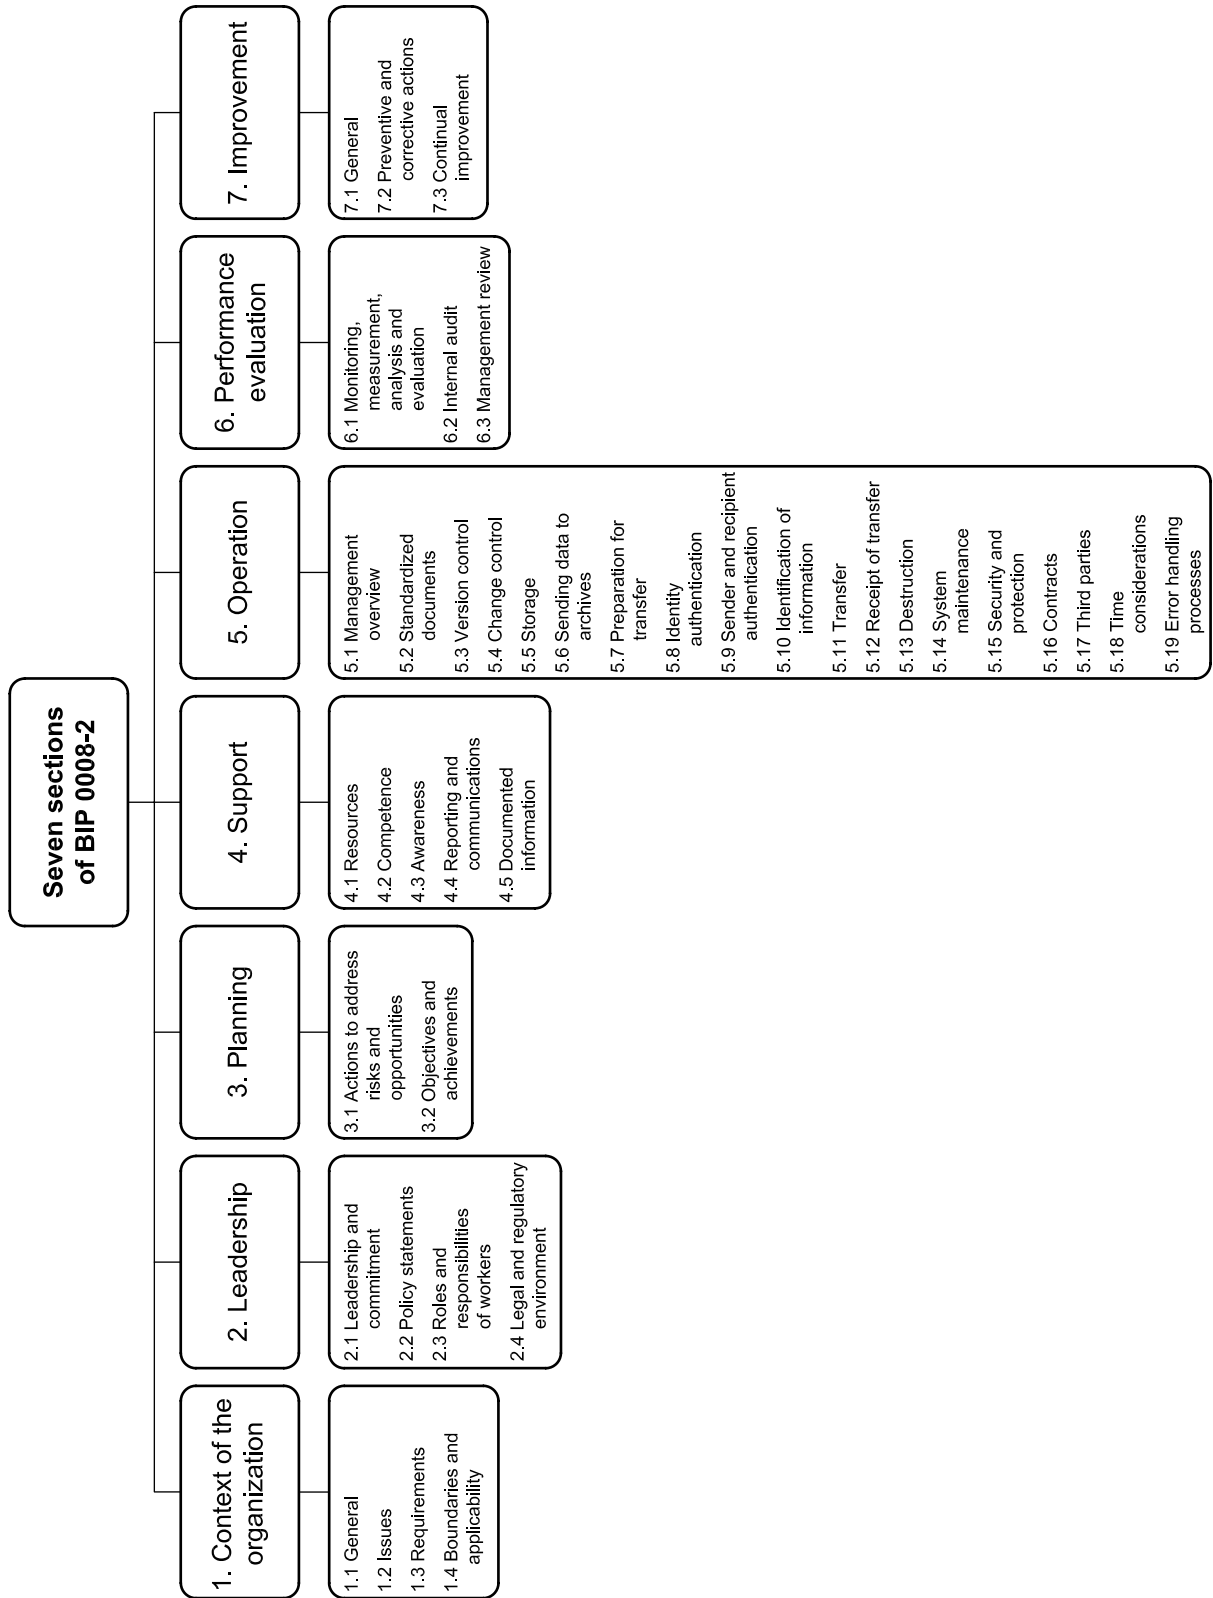 Seven sections
of BIP 0008-2
1. Context of the
organization
1.1 General
1.2 Issues
1.3 Requirements
1.4 Boundaries and
applicability
2. Leadership
2.1 Leadership and
commitment
2.2 Policy statements
2.3 Roles and
responsibilities
of workers
2.4 Legal and regulatory
environment
3. Planning
3.1 Actions to address
risks and
opportunities
3.2 Objectives and
achievements
4. Support
4.1 Resources
4.2 Competence
4.3 Awareness
4.4 Reporting and
communications
4.5 Documented
information
5. Operation
5.1 Management
overview
5.2 Standardized
documents
5.3 Version control
5.4 Change control
5.5 Storage
5.6 Sending data to
archives
5.7 Preparation for
transfer
5.8 Identity
authentication
5.9 Sender and recipient
authentication
5.10 Identification of
information
5.11 Transfer
5.12 Receipt of transfer
5.13 Destruction
5.14 System
maintenance
5.15 Security and
protection
5.16 Contracts
5.17 Third parties
5.18 Time
considerations
5.19 Error handling
processes
6. Performance
evaluation
6.1 Monitoring,
measurement,
analysis and
evaluation
6.2 Internal audit
6.3 Management review
7. Improvement
7.1 General
7.2 Preventive and
corrective actions
7.3 Continual
improvement